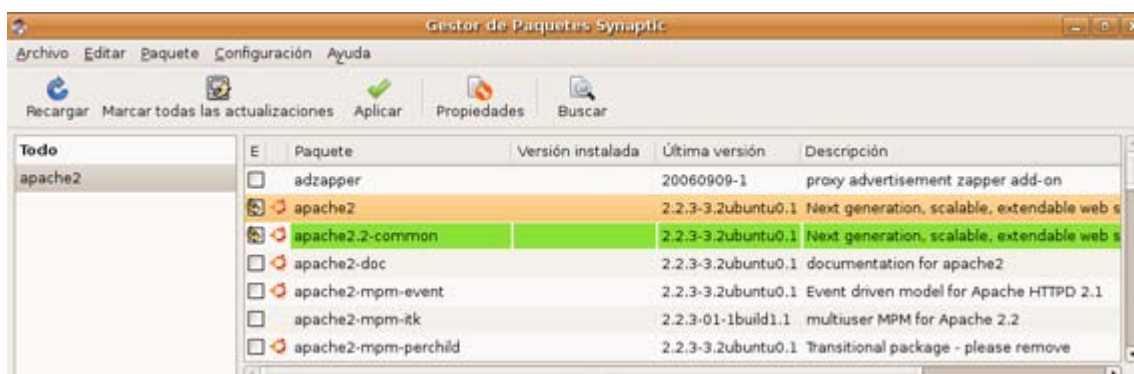 Gestor de Paquetes Synaptic
Archivo Editar Paquete Configuración Ayuda
Recargar Marcar todas las actualizaciones Aplicar Propiedades Buscar
Todo
apache2
E Paquete Versión instalada Última versión Descripción
adzapper 20060909-1 proxy advertisement zapper add-on
apache2 2.2.3-3.2ubuntu0.1 Next generation, scalable, extendable web s
apache2.2-common 2.2.3-3.2ubuntu0.1 Next generation, scalable, extendable web s
apache2-doc 2.2.3-3.2ubuntu0.1 documentation for apache2
apache2-mpm-event 2.2.3-3.2ubuntu0.1 Event driven model for Apache HTTPD 2.1
apache2-mpm-itk 2.2.3-01-1build1.1 multiuser MPM for Apache 2.2
apache2-mpm-perchild 2.2.3-3.2ubuntu0.1 Transitional package - please remove